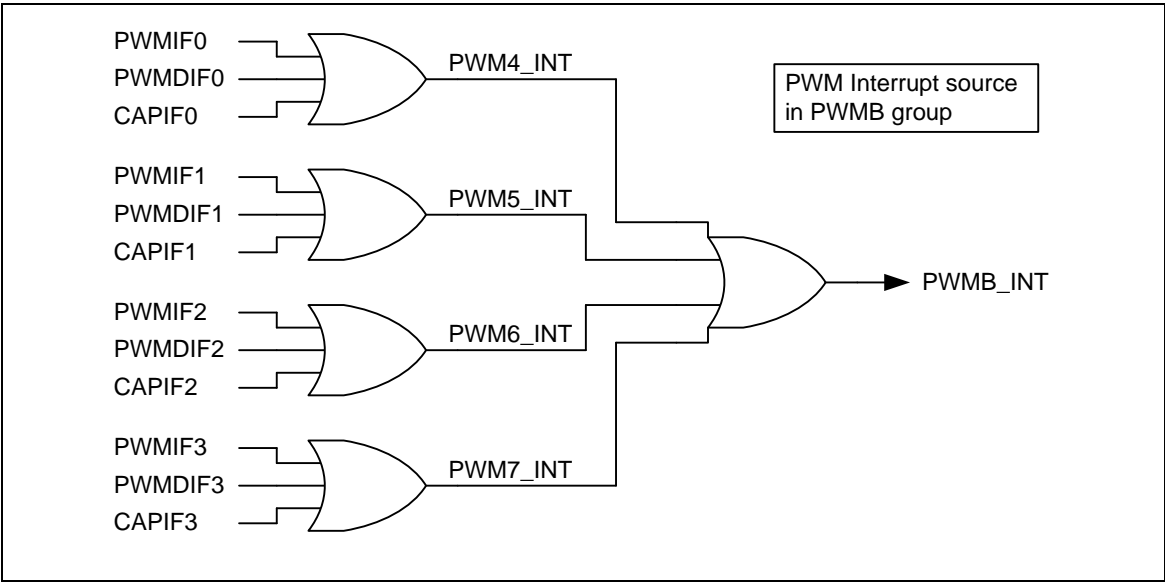 PWMIF0
PWMDIF0
CAPIF0
PWM4_INT
PWM Interrupt source
in PWMB group
PWMIF1
PWMDIF1
CAPIF1
PWM5_INT
PWMB_INT
PWMIF2
PWMDIF2
CAPIF2
PWM6_INT
PWMIF3
PWMDIF3
CAPIF3
PWM7_INT